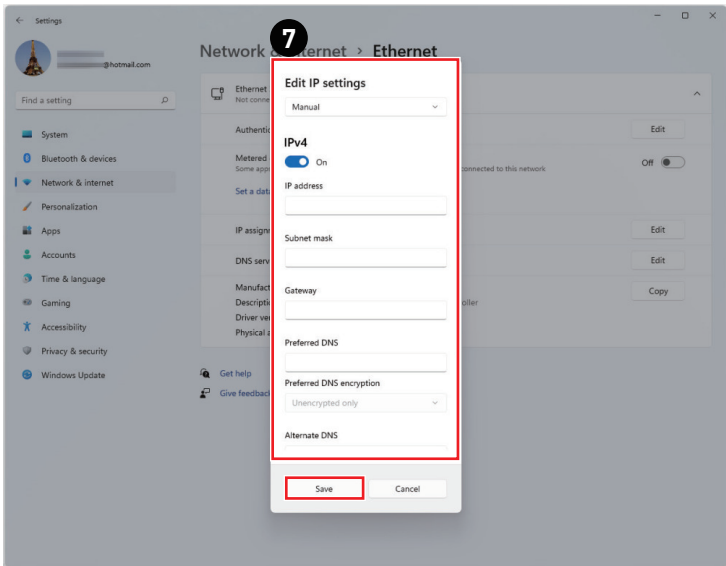 Settings
7
Network & Internet > Ethernet
@hotmail.com
Find a setting
System
Bluetooth & devices
Network & internet
Personalization
Apps
Accounts
Time & language
Gaming
Accessibility
Privacy & security
Windows Update
Ethernet
Not conne
Authentic
Edit
Metered
Some app
connected to this network
Off
Set a data
IP assign
Edit
DNS serv
Edit
Manufact
Copy
Descripti
oller
Driver ve
Physical a
Get help
Give feedbac
Edit IP settings
Manual
IPv4
On
IP address
Subnet mask
Gateway
Preferred DNS
Preferred DNS encryption
Unencrypted only
Alternate DNS
Save
Cancel